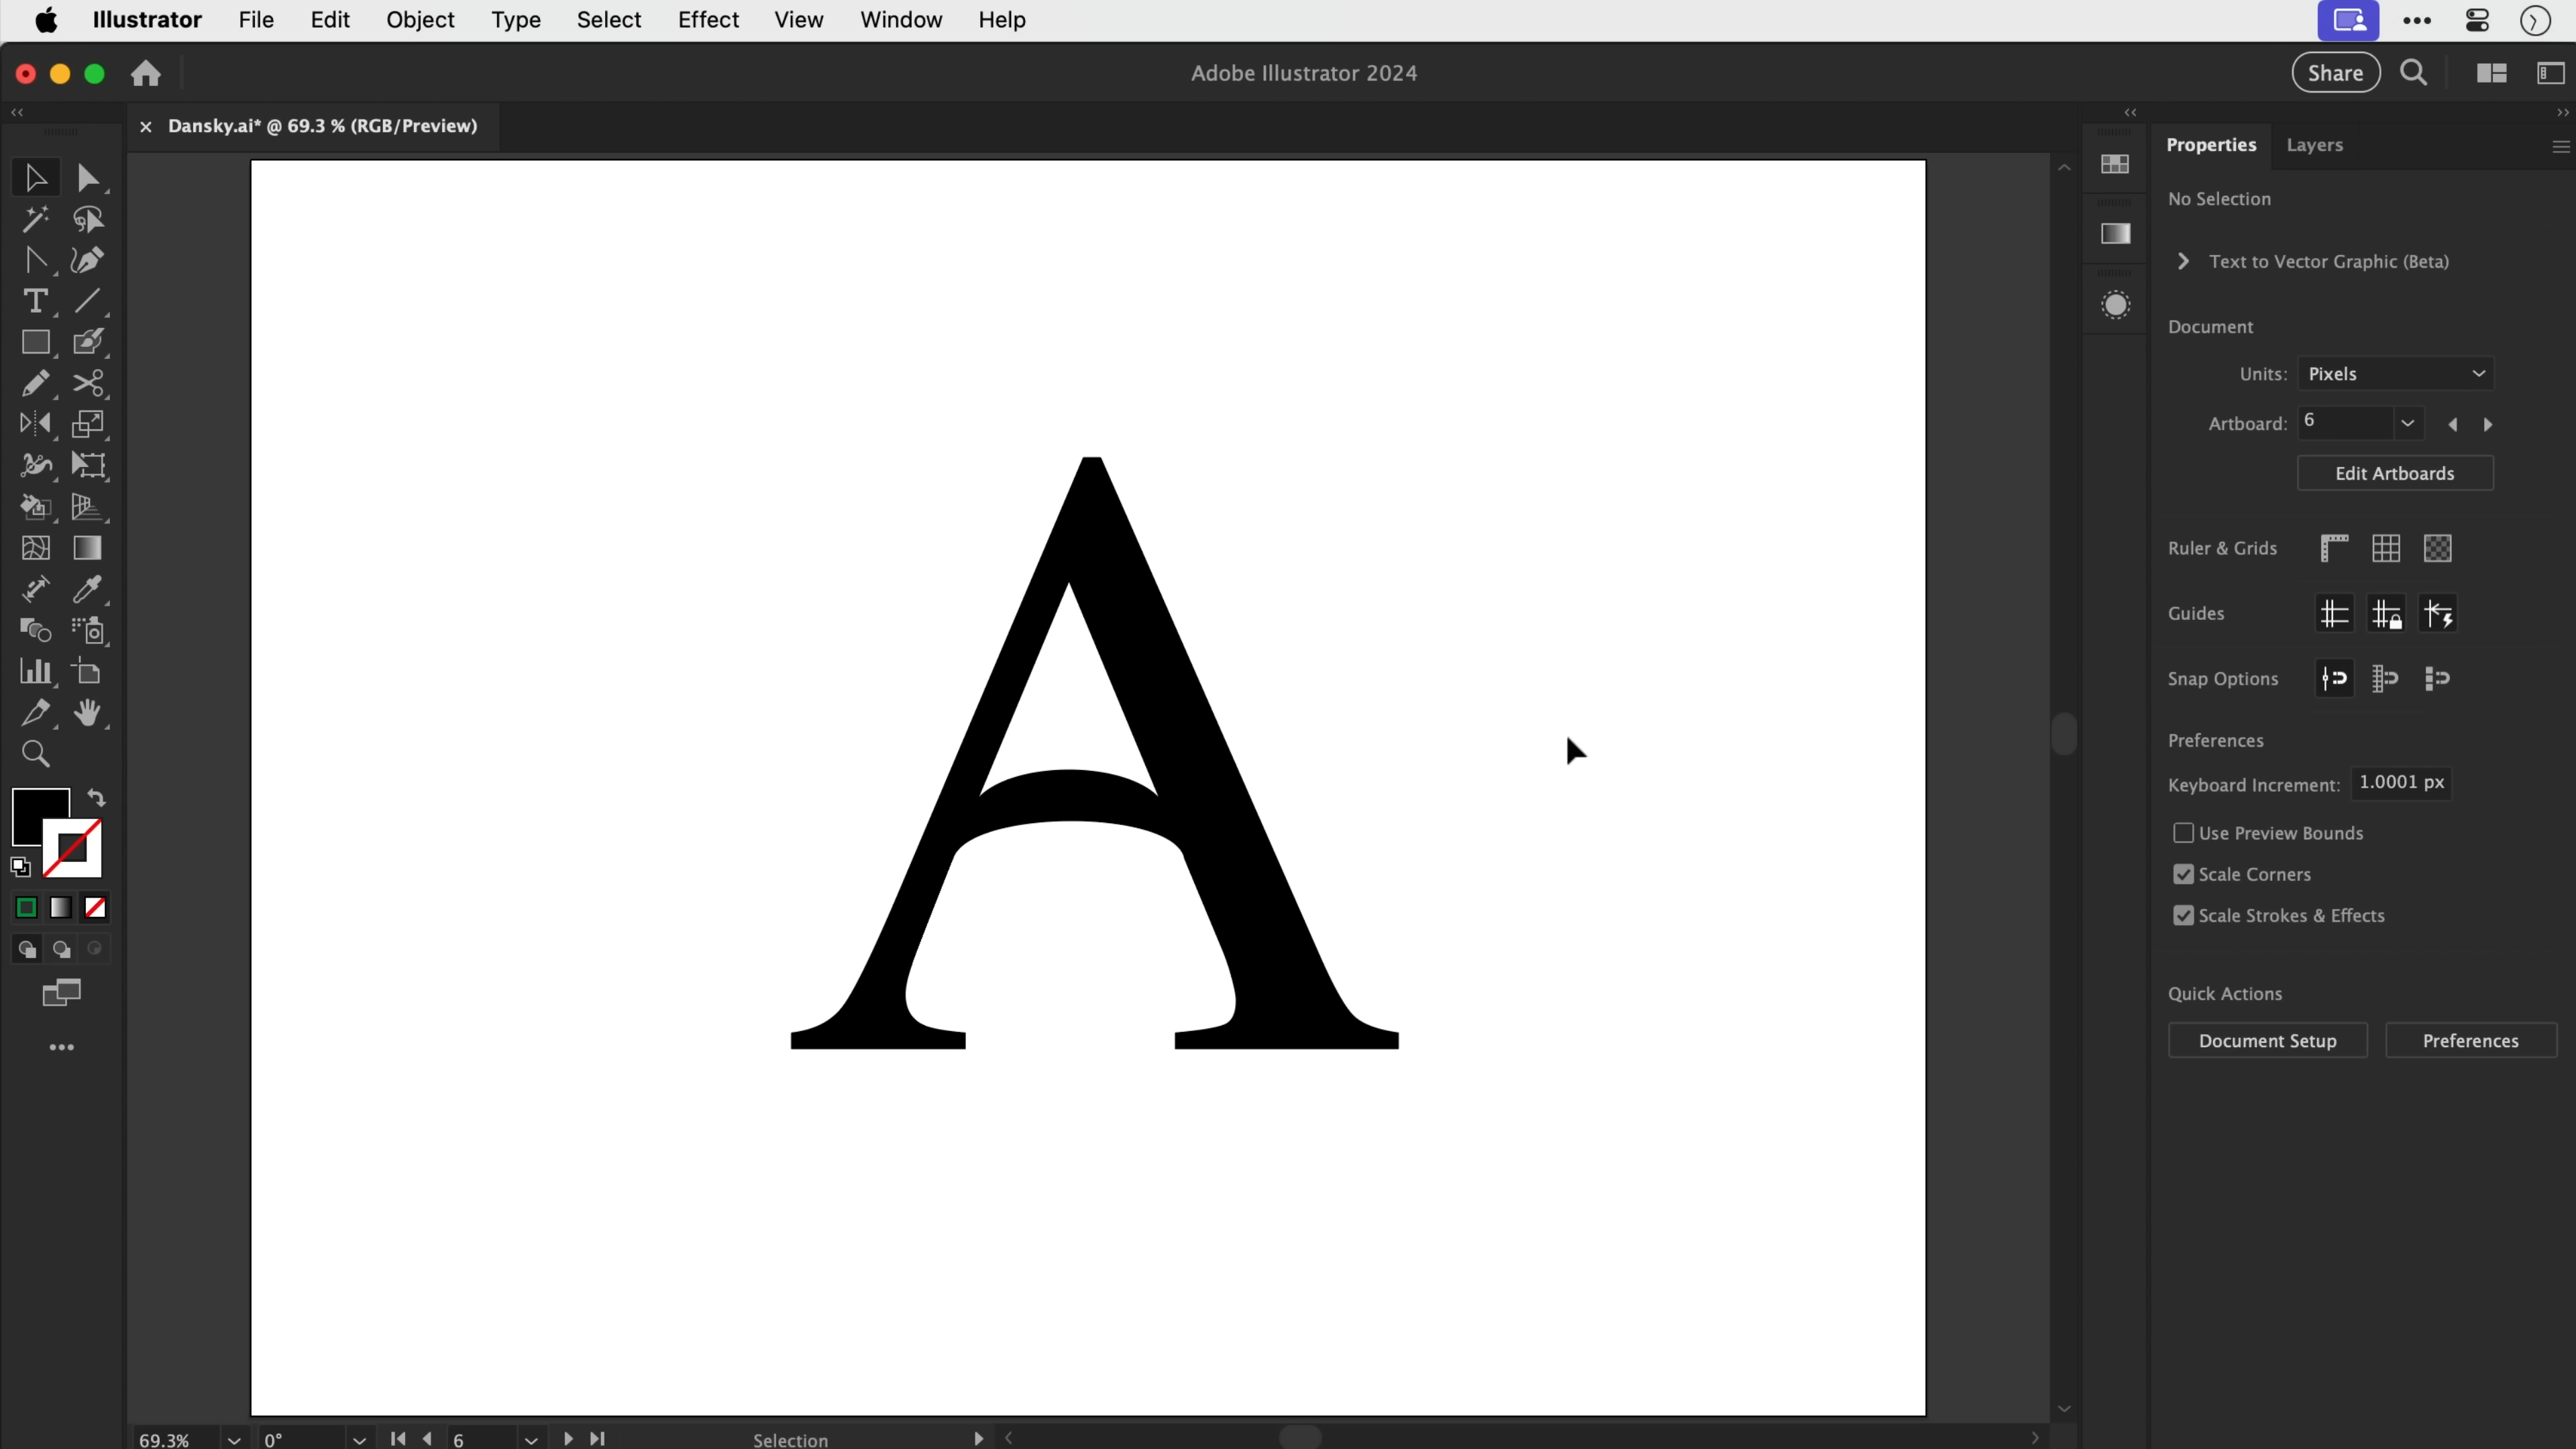 Illustrator File Edit Object Type Select Effect View Window Help
Adobe Illustrator 2024
Share
Dansky.ai* @ 69.3 % (RGB/Preview)
Properties Layers
No Selection
Text to Vector Graphic (Beta)
Document
Units: Pixels
Artboard: 6
Edit Artboards
Ruler & Grids
Guides
Snap Options
Preferences
Keyboard Increment: 1.0001 px
Use Preview Bounds
Scale Corners
Scale Strokes & Effects
Quick Actions
Document Setup Preferences
A
69.3% 0° 6 Selection